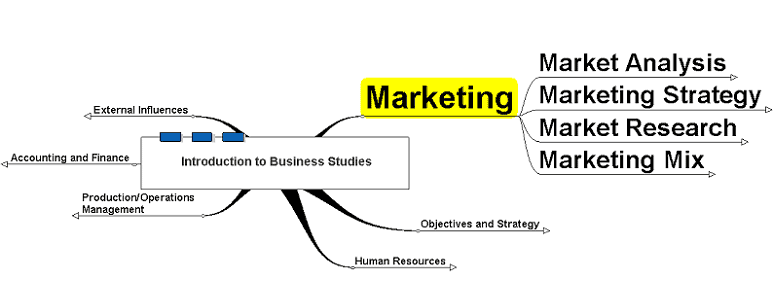 Marketing
Market Analysis
Marketing Strategy
Market Research
Marketing Mix
External Influences
Introduction to Business Studies
Accounting and Finance
Production/Operations
Management
Objectives and Strategy
Human Resources